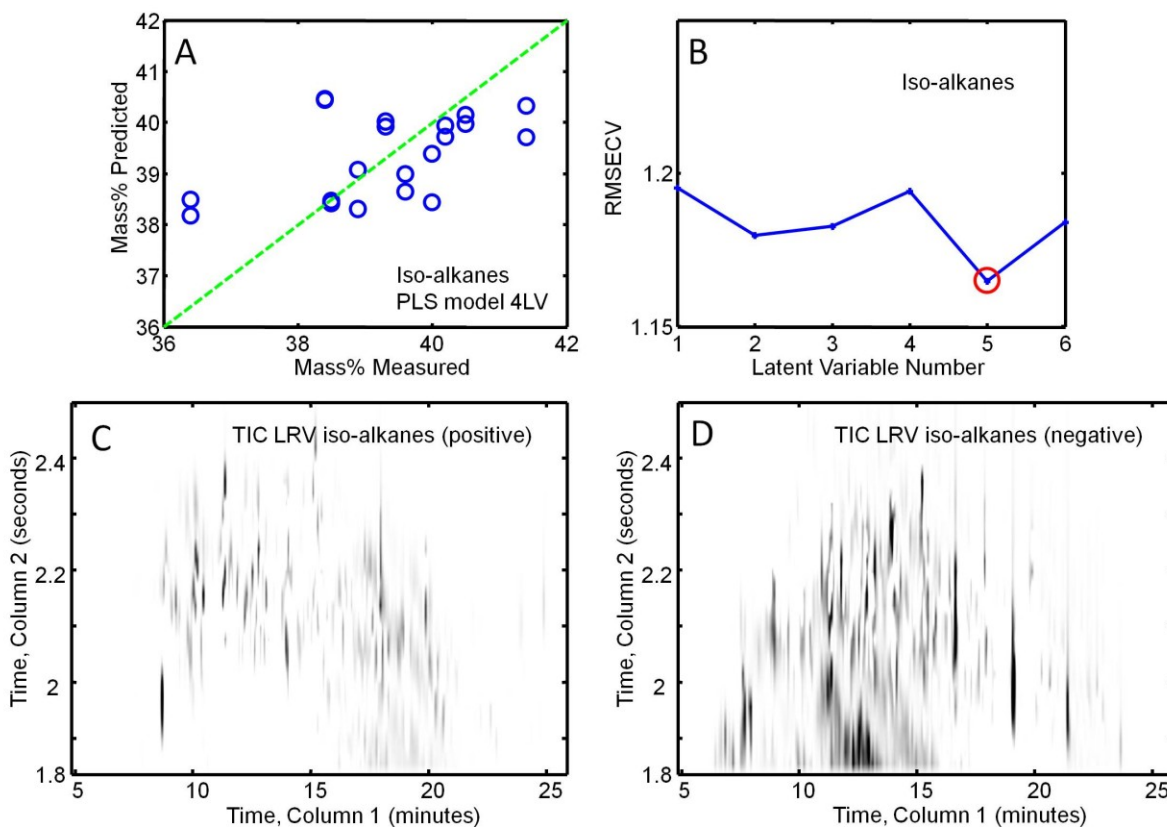 A
42
41
40
39
38
37
36
36
38
40
42
Mass% Predicted
Mass% Measured
Iso-alkanes
PLS model 4LV
B
Iso-alkanes
1.2
1.15
RMSECV
1
2
3
4
5
6
Latent Variable Number
C
TIC LRV iso-alkanes (positive)
2.4
2.2
2
1.8
Time, Column 2 (seconds)
5
10
15
20
25
Time, Column 1 (minutes)
D
TIC LRV iso-alkanes (negative)
2.4
2.2
2
1.8
Time, Column 2 (seconds)
5
10
15
20
25
Time, Column 1 (minutes)